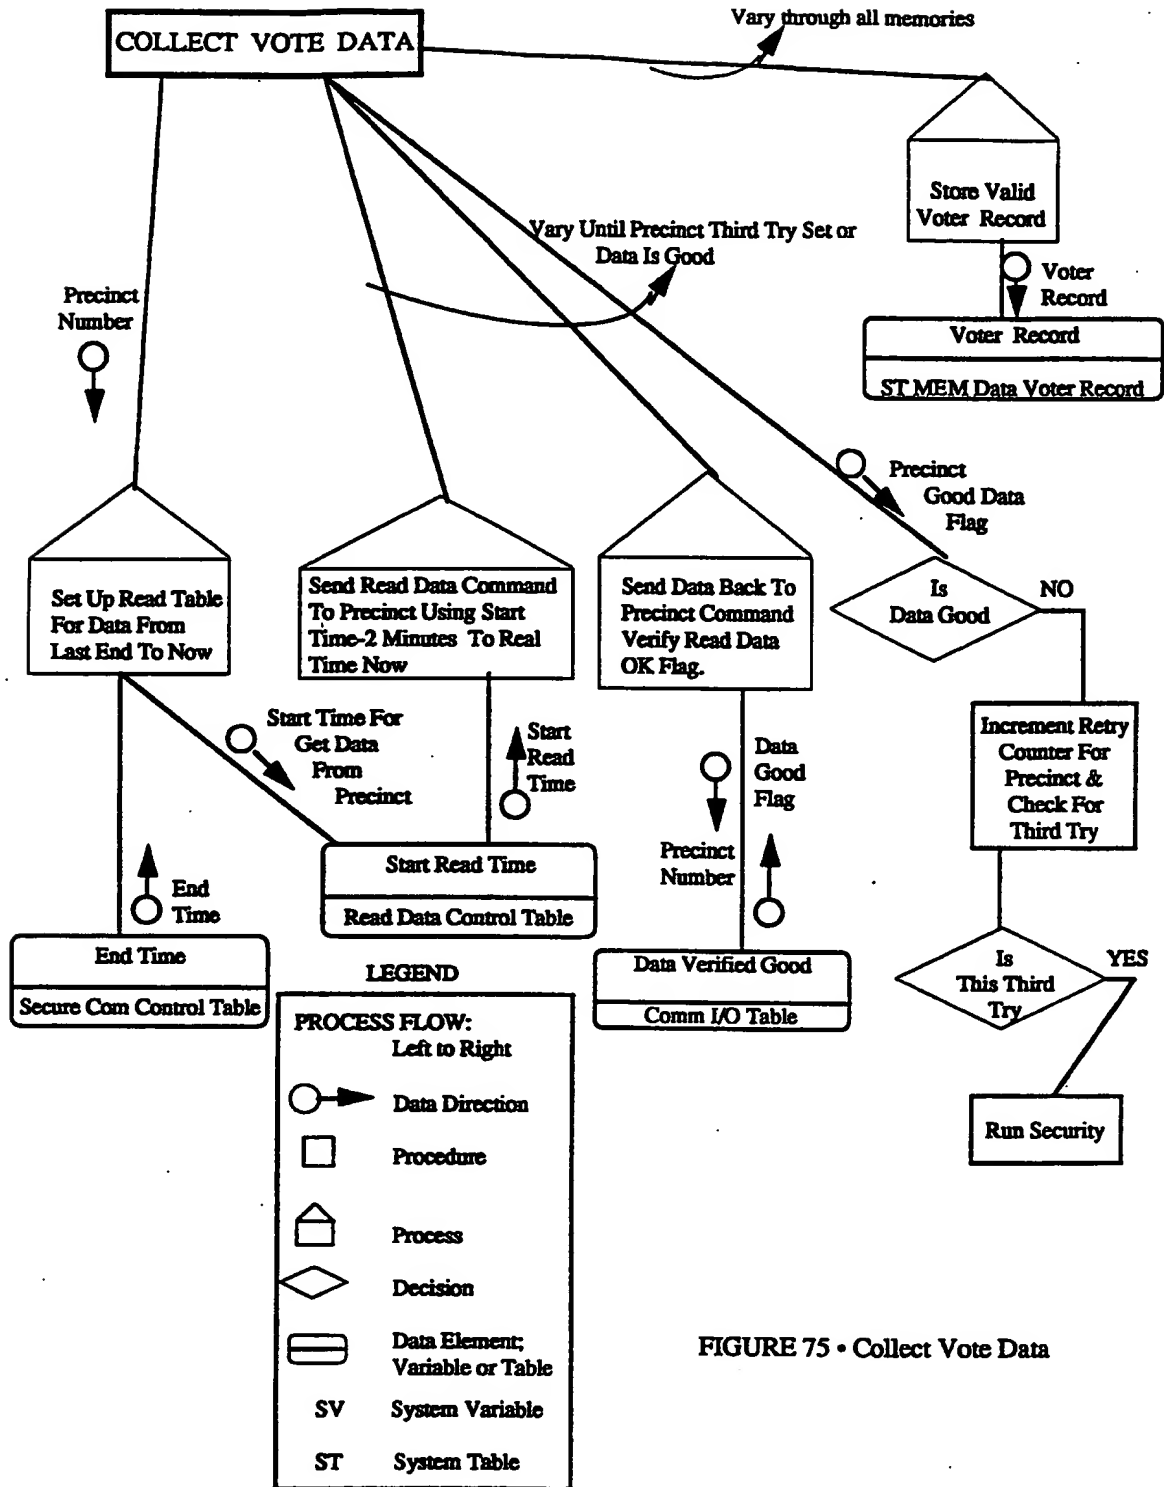 COLLECT VOTE DATA
Vary through all memories
Store Valid
Voter Record
Voter
Record
Voter Record
ST MEM Data Voter Record
Vary Until Precinct Third Try Set or
Data Is Good
Precinct
Number
Precinct
Good Data
Flag
Set Up Read Table
For Data From
Last End To Now
Send Read Data Command
To Precinct Using Start
Time-2 Minutes To Real
Time Now
Send Data Back To
Precinct Command
Verify Read Data
OK Flag.
Is
Data Good
NO
Start Time For
Get Data
From
Precinct
Start
Read
Time
Data
Good
Flag
Precinct
Number
Increment Retry
Counter For
Precinct &
Check For
Third Try
End
Time
Start Read Time
Read Data Control Table
End Time
Secure Com Control Table
Data Verified Good
Comm I/O Table
Is
This Third
Try
YES
Run Security
LEGEND
PROCESS FLOW:
Left to Right
Data Direction
Procedure
Process
Decision
Data Element;
Variable or Table
SV System Variable
ST System Table
FIGURE 75 • Collect Vote Data